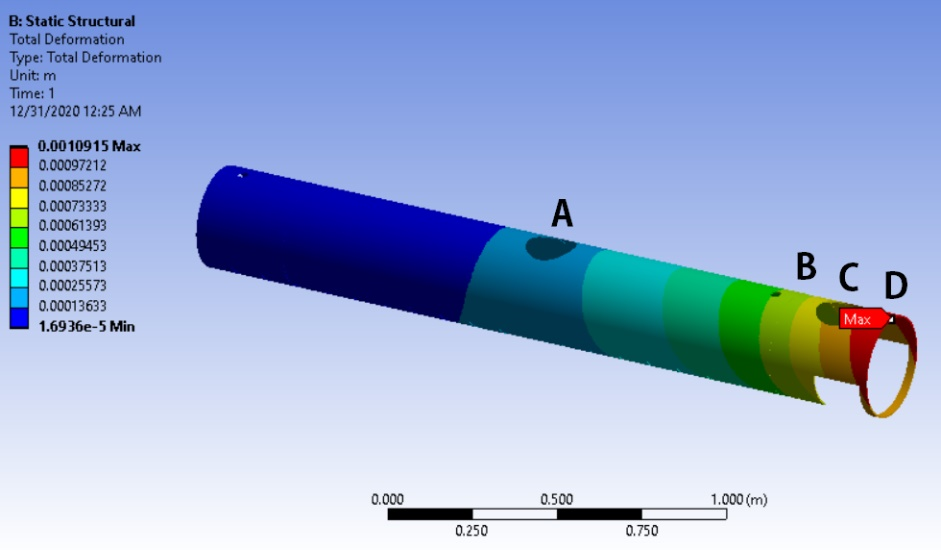 B: Static Structural
Total Deformation
Type: Total Deformation
Unit: m
Time: 1
12/31/2020 12:25 AM
0.0010915 Max
0.00097212
0.00085272
0.00073333
0.00061393
0.00049453
0.00037513
0.00025573
0.00013633
1.6936e-5 Min
A
B
C
D
Max
0.000 0.500 1.000 (m)
0.250 0.750